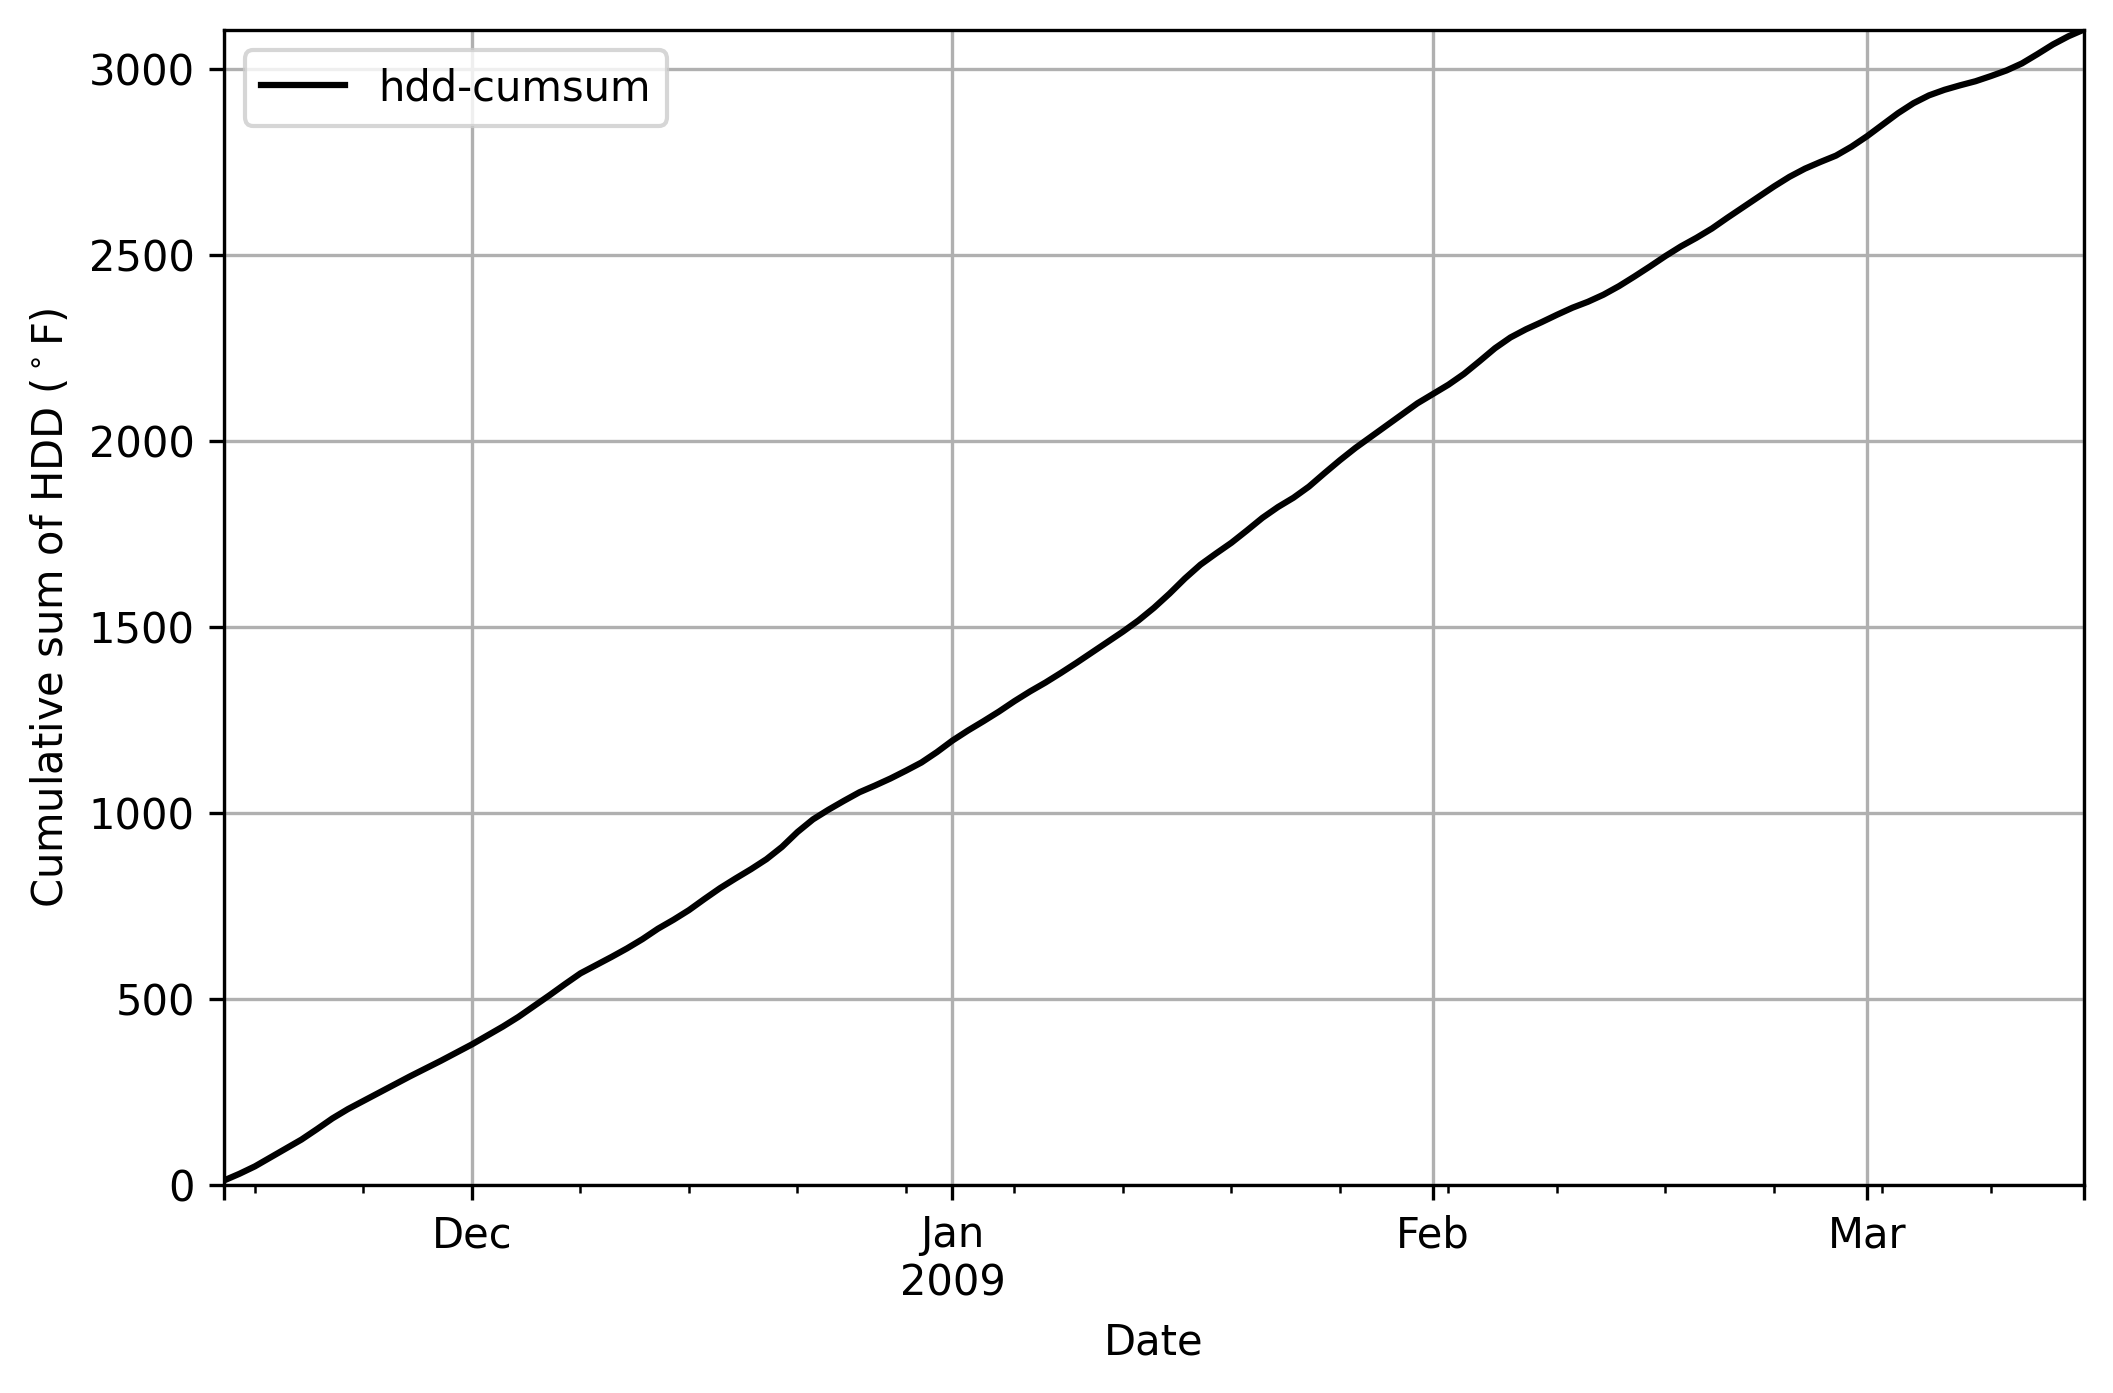 hdd-cumsum
3000
2500
2000
1500
1000
500
0
Cumulative sum of HDD (°F)
Dec
Jan
2009
Feb
Mar
Date